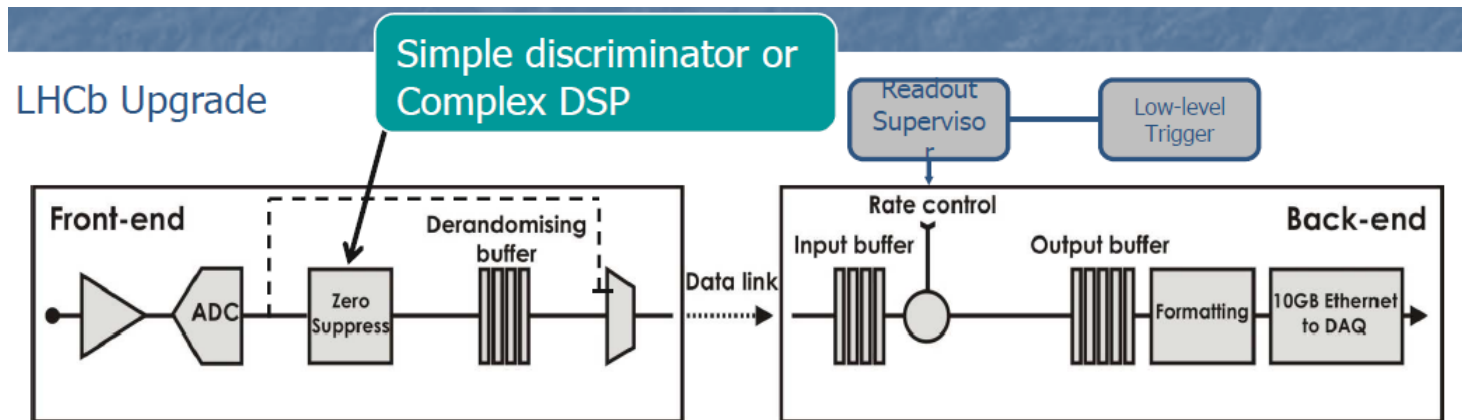 Simple discriminator or
Complex DSP
LHCb Upgrade
Readout
Superviso
r
Low-level
Trigger
Front-end
Derandomising
buffer
ADC
Zero
Suppress
Data link
Rate control
Back-end
Input buffer
Output buffer
Formatting
10GB Ethernet
to DAQ